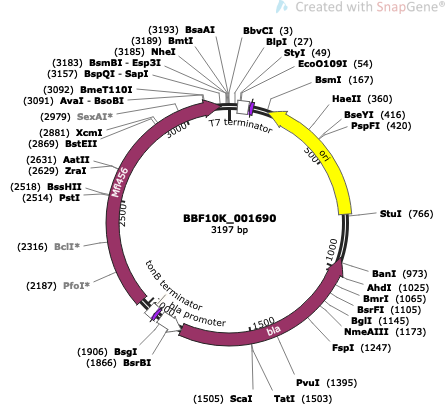 Created with SnapGene®
(3193) BsaAI
(3189) BmtI
(3185) NheI
(3183) BsmBI - Esp3I
(3157) BspQI - SapI
(3092) BmeT110I
(3091) AvaI - BsoBI
(2979) SexAI*
(2881) XcmI
(2869) BstEII
(2631) AatII
(2629) ZraI
(2518) BssHII
(2514) PstI
(2316) BclI*
(2187) PfoI*
(1906) BsgI
(1866) BsrBI
(1505) ScaI
BbvCI (3)
BlpI (27)
StyI (49)
EcoO109I (54)
BsmI (167)
HaeII (360)
BseYI (416)
PspFI (420)
StuI (766)
BanI (973)
AhdI (1025)
BmrI (1065)
BsrFI (1105)
BglI (1145)
NmeAIII (1173)
FspI (1247)
PvuI (1395)
TatI (1503)
T7 terminator
ori
500
1000
1500
2500
3000
bla
bla promoter
tonB terminator
Mfl456
BBF10K_001690
3197 bp